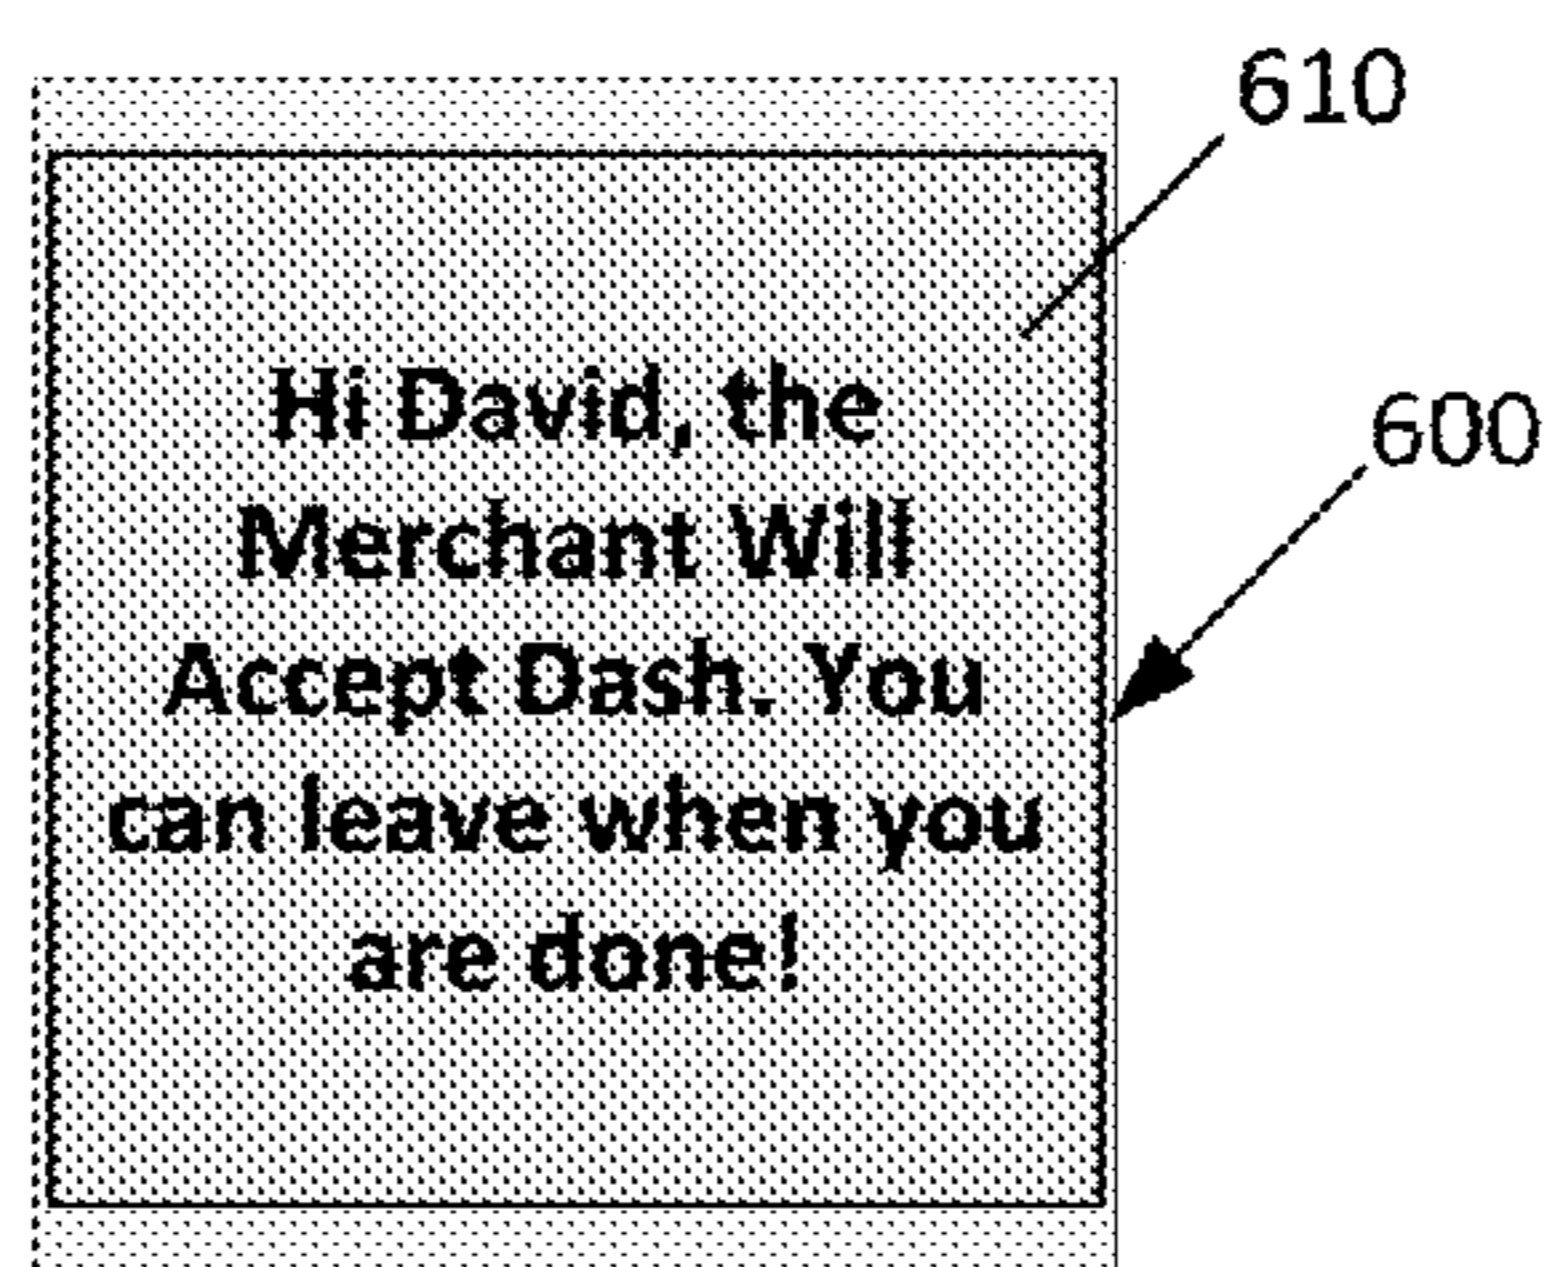 610
Hi David, the
600
Merchant Will
Accept Dash. You
can leave when you
are done!